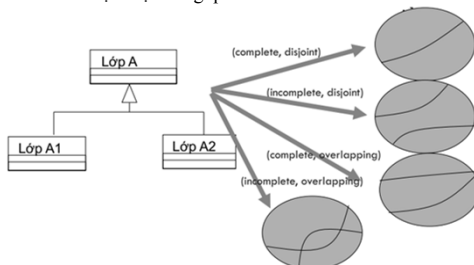 Lớp A
(complete, disjoint)
(incomplete, disjoint)
Lớp A1
Lớp A2
(complete, overlapping)
(incomplete, overlapping)